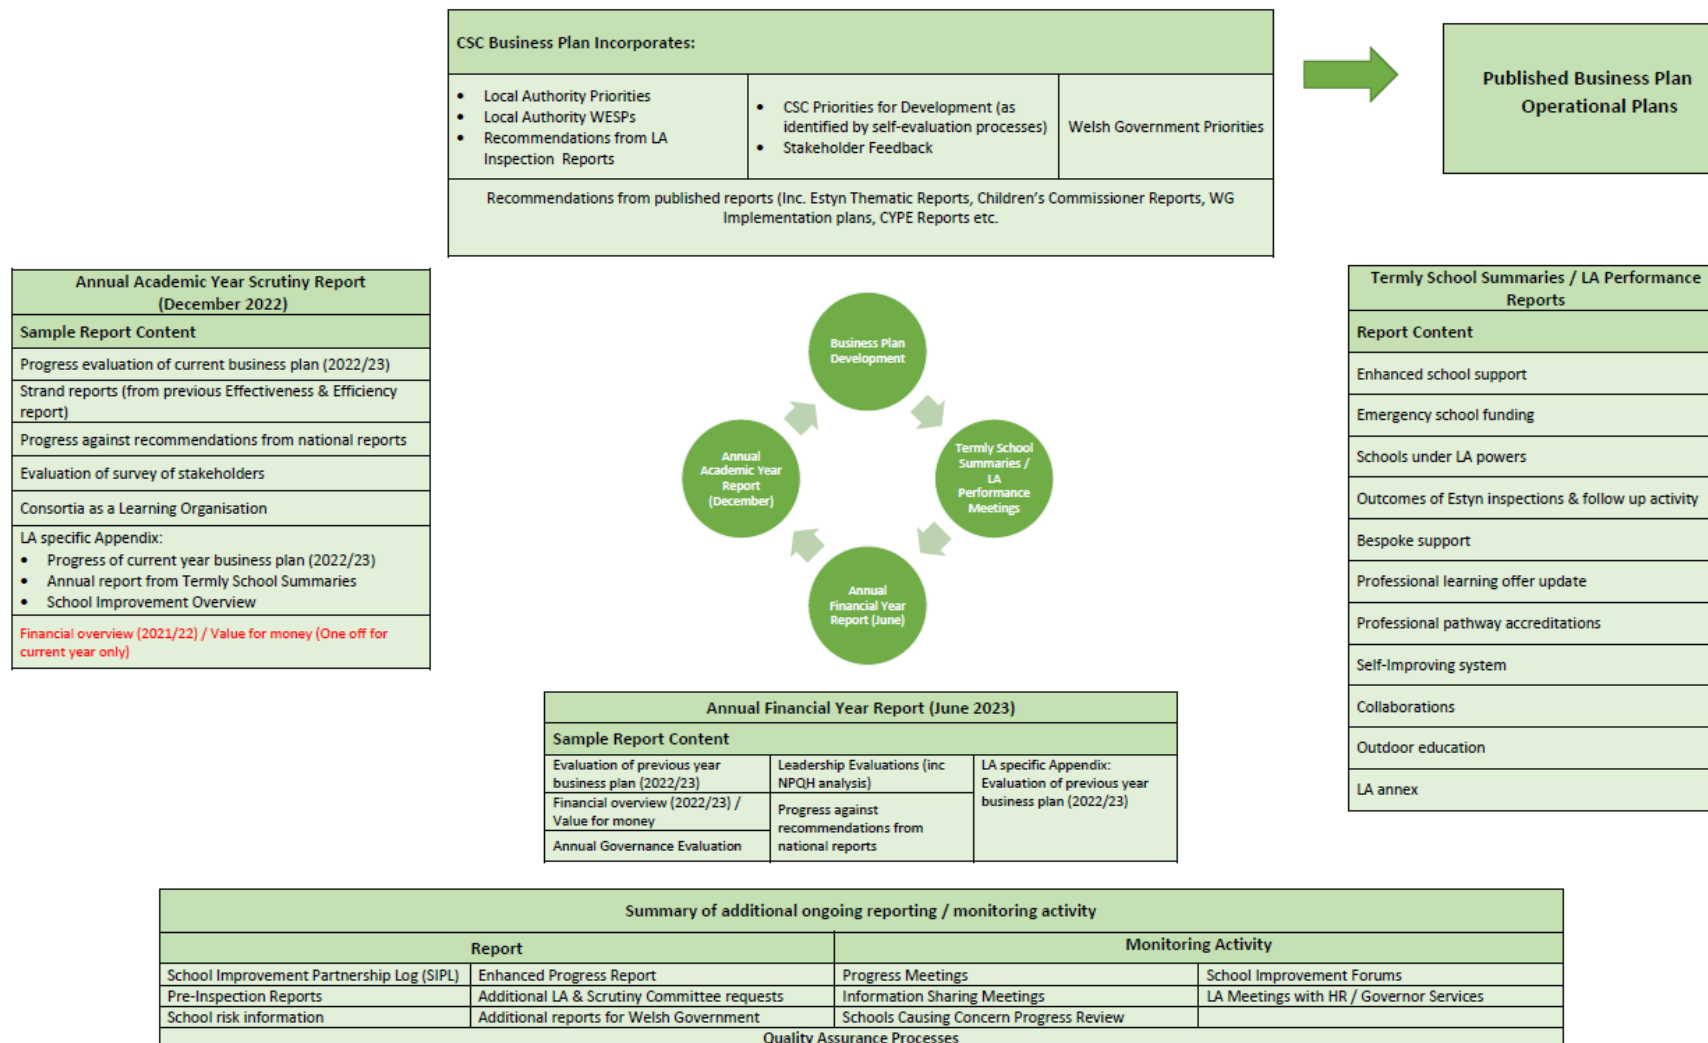 CSC Business Plan Incorporates:
• Local Authority Priorities
• Local Authority WESPs
• Recommendations from LA
Inspection Reports
• CSC Priorities for Development (as
identified by self-evaluation processes)
• Stakeholder Feedback
Welsh Government Priorities
Recommendations from published reports (Inc. Estyn Thematic Reports, Children's Commissioner Reports, WG
Implementation plans, CYPE Reports etc.
Published Business Plan
Operational Plans
Annual Academic Year Scrutiny Report
(December 2022)
Sample Report Content
Progress evaluation of current business plan (2022/23)
Strand reports (from previous Effectiveness & Efficiency
report)
Progress against recommendations from national reports
Evaluation of survey of stakeholders
Consortia as a Learning Organisation
LA specific Appendix:
• Progress of current year business plan (2022/23)
• Annual report from Termly School Summaries
• School Improvement Overview
Financial overview (2021/22) / Value for money (One off for
current year only)
Business Plan
Development
Termly School
Summaries /
LA
Performance
Meetings
Annual
Financial Year
Report (June)
Annual
Academic Year
Report
(December)
Termly School Summaries / LA Performance
Reports
Report Content
Enhanced school support
Emergency school funding
Schools under LA powers
Outcomes of Estyn inspections & follow up activity
Bespoke support
Professional learning offer update
Professional pathway accreditations
Self-Improving system
Collaborations
Outdoor education
LA annex
Annual Financial Year Report (June 2023)
Sample Report Content
Evaluation of previous year
business plan (2022/23)
Financial overview (2022/23) /
Value for money
Annual Governance Evaluation
Leadership Evaluations (inc
NPQH analysis)
Progress against
recommendations from
national reports
LA specific Appendix:
Evaluation of previous year
business plan (2022/23)
Summary of additional ongoing reporting / monitoring activity
Report
Monitoring Activity
School Improvement Partnership Log (SIPL)
Enhanced Progress Report
Progress Meetings
School Improvement Forums
Pre-Inspection Reports
Additional LA & Scrutiny Committee requests
Information Sharing Meetings
LA Meetings with HR / Governor Services
School risk information
Additional reports for Welsh Government
Schools Causing Concern Progress Review
Quality Assurance Processes